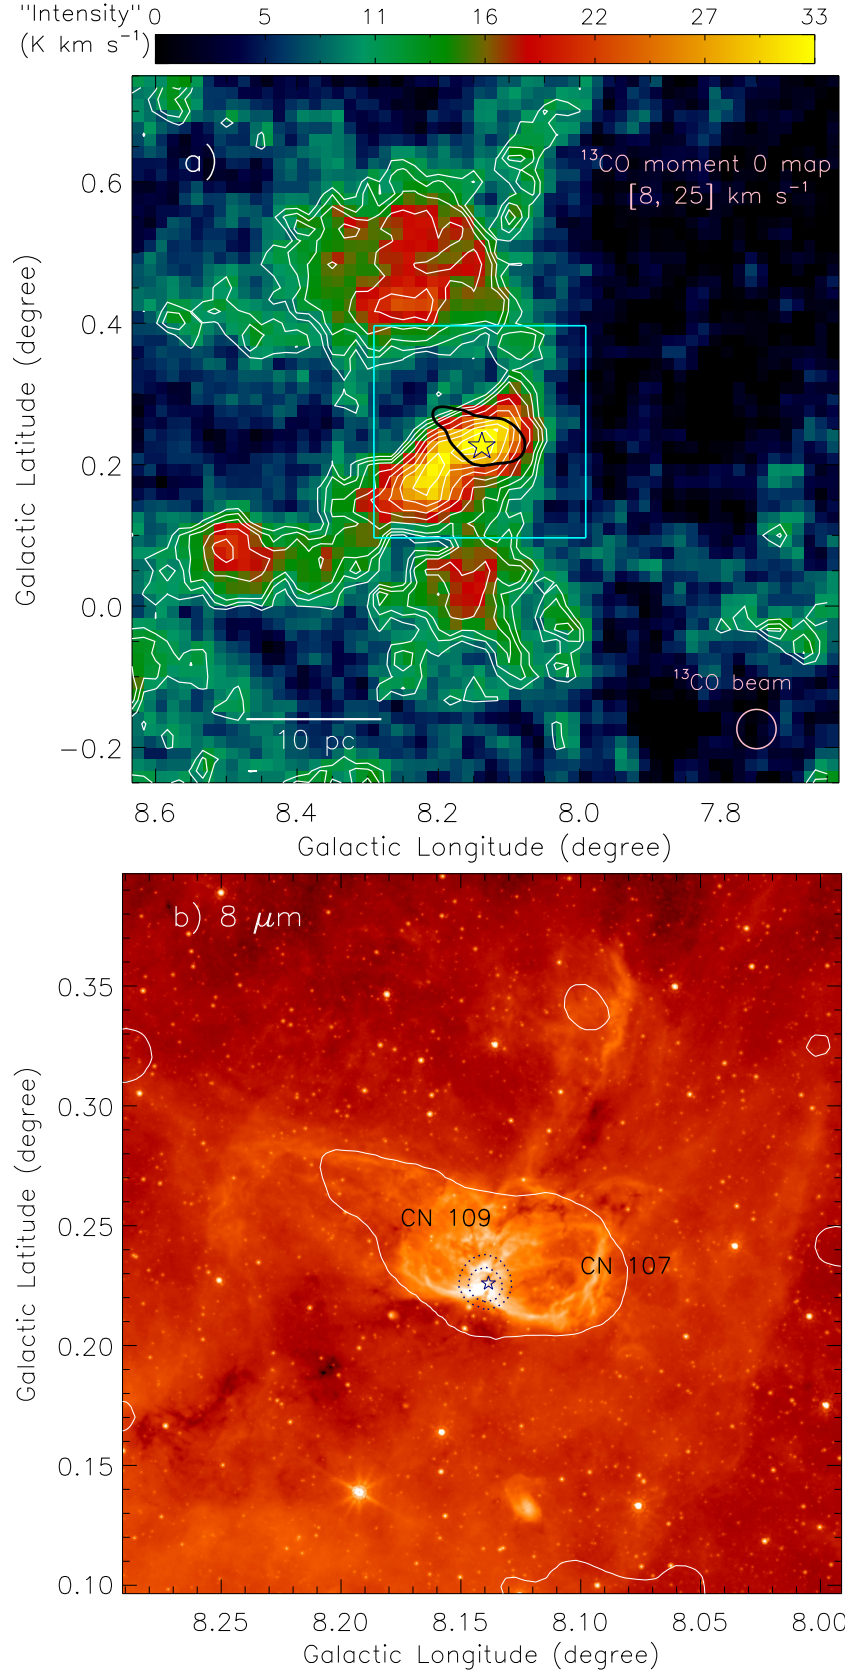 "Intensity" 0 5 11 16 22 27 33
(K km s⁻¹)
a)
¹³CO moment 0 map
[8, 25] km s⁻¹
0.6
0.4
0.2
0.0
−0.2
Galactic Latitude (degree)
¹³CO beam
10 pc
8.6 8.4 8.2 8.0 7.8
Galactic Longitude (degree)
b) 8 μm
0.35
0.30
0.25
0.20
0.15
0.10
Galactic Latitude (degree)
CN 109
CN 107
8.25 8.20 8.15 8.10 8.05 8.00
Galactic Longitude (degree)